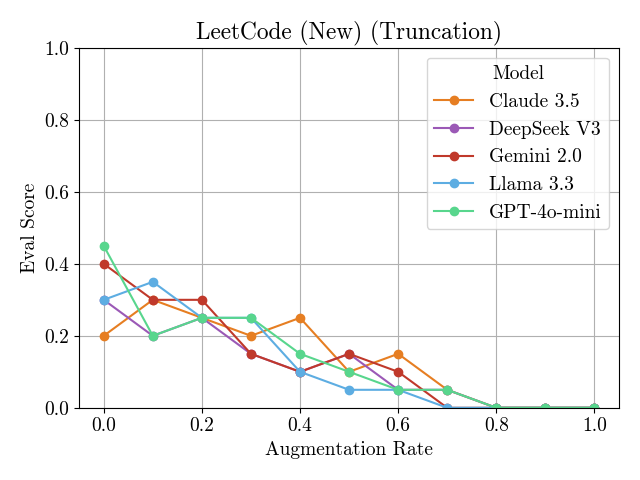 LeetCode (New) (Truncation)
Eval Score
1.0
0.8
0.6
0.4
0.2
0.0
Model
Claude 3.5
DeepSeek V3
Gemini 2.0
Llama 3.3
GPT-4o-mini
0.0 0.2 0.4 0.6 0.8 1.0
Augmentation Rate